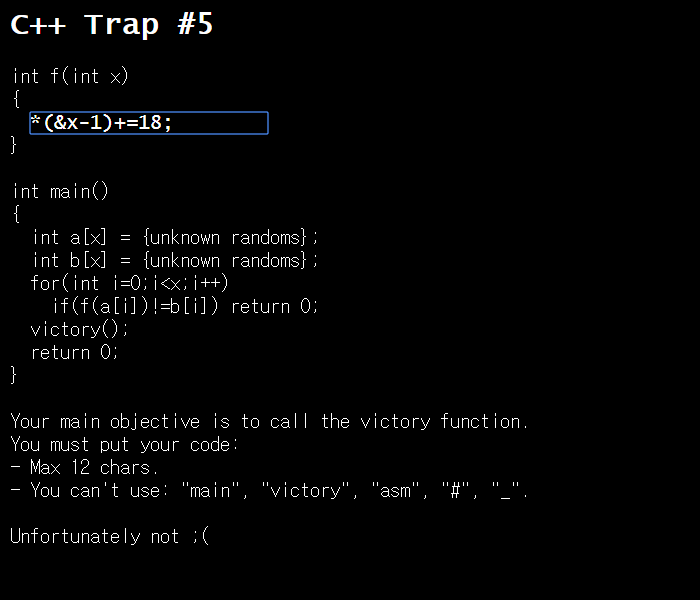 C++ Trap #5
int f(int x)
{
*(&x-1)+=18;
}
int main()
{
int a[x] = {unknown randoms};
int b[x] = {unknown randoms};
for(int i=0;i<x;i++)
if(f(a[i])!=b[i]) return 0;
victory();
return 0;
}
Your main objective is to call the victory function.
You must put your code:
- Max 12 chars.
- You can't use: "main", "victory", "asm", "#", "_".
Unfortunately not ;(